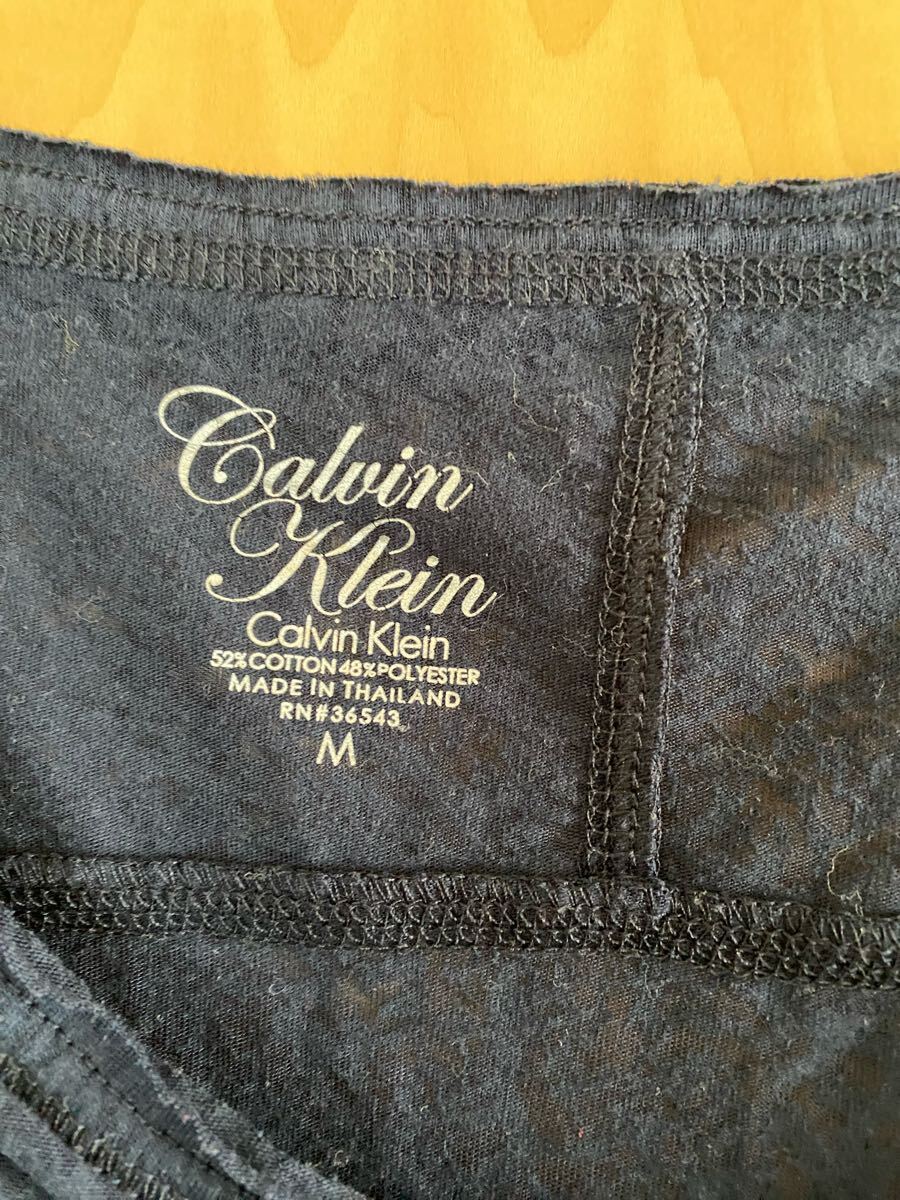 Calvin
Klein
Calvin Klein
52% COTTON 48% POLYESTER
MADE IN THAILAND
RN#36543
M